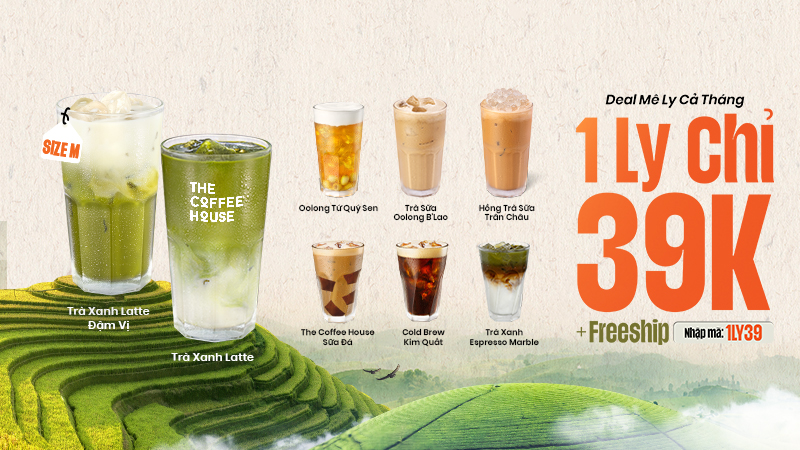 SIZE M
THE
COFFEE
HOUSE
Trà Xanh Latte
Đậm Vị
Trà Xanh Latte
Oolong Tứ Quý Sen
Trà Sữa
Oolong B'Lao
Hồng Trà Sữa
Trân Châu
The Coffee House
Sữa Đá
Cold Brew
Kim Quất
Trà Xanh
Espresso Marble
Deal Mê Ly Cả Tháng
1 Ly Chỉ
39K
+ Freeship Nhập mã: 1LY39